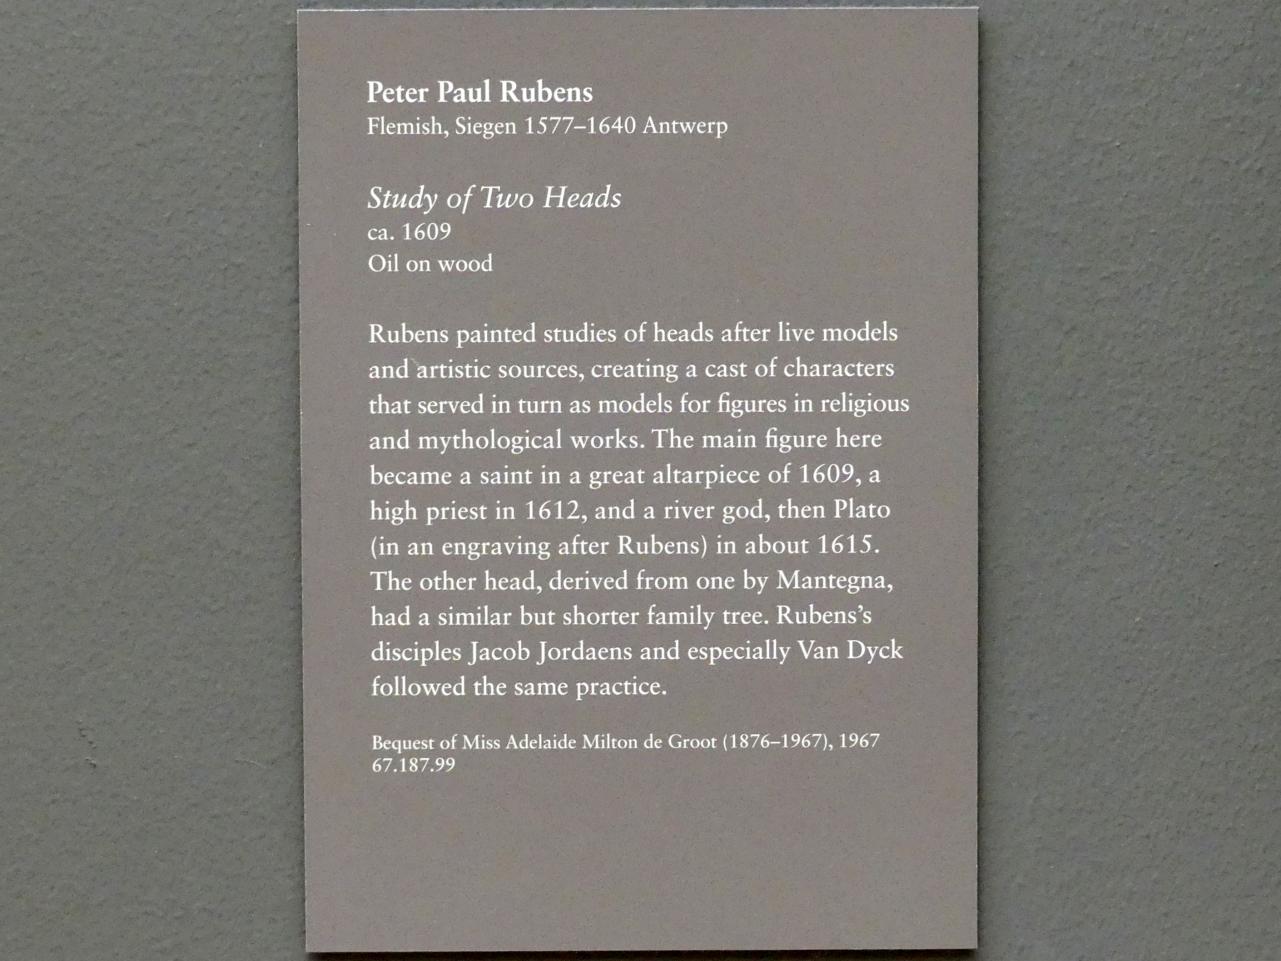 Peter Paul Rubens
Flemish, Siegen 1577–1640 Antwerp
Study of Two Heads
ca. 1609
Oil on wood
Rubens painted studies of heads after live models
and artistic sources, creating a cast of characters
that served in turn as models for figures in religious
and mythological works. The main figure here
became a saint in a great altarpiece of 1609, a
high priest in 1612, and a river god, then Plato
(in an engraving after Rubens) in about 1615.
The other head, derived from one by Mantegna,
had a similar but shorter family tree. Rubens’s
disciples Jacob Jordaens and especially Van Dyck
followed the same practice.
Bequest of Miss Adelaide Milton de Groot (1876–1967), 1967
67.187.99